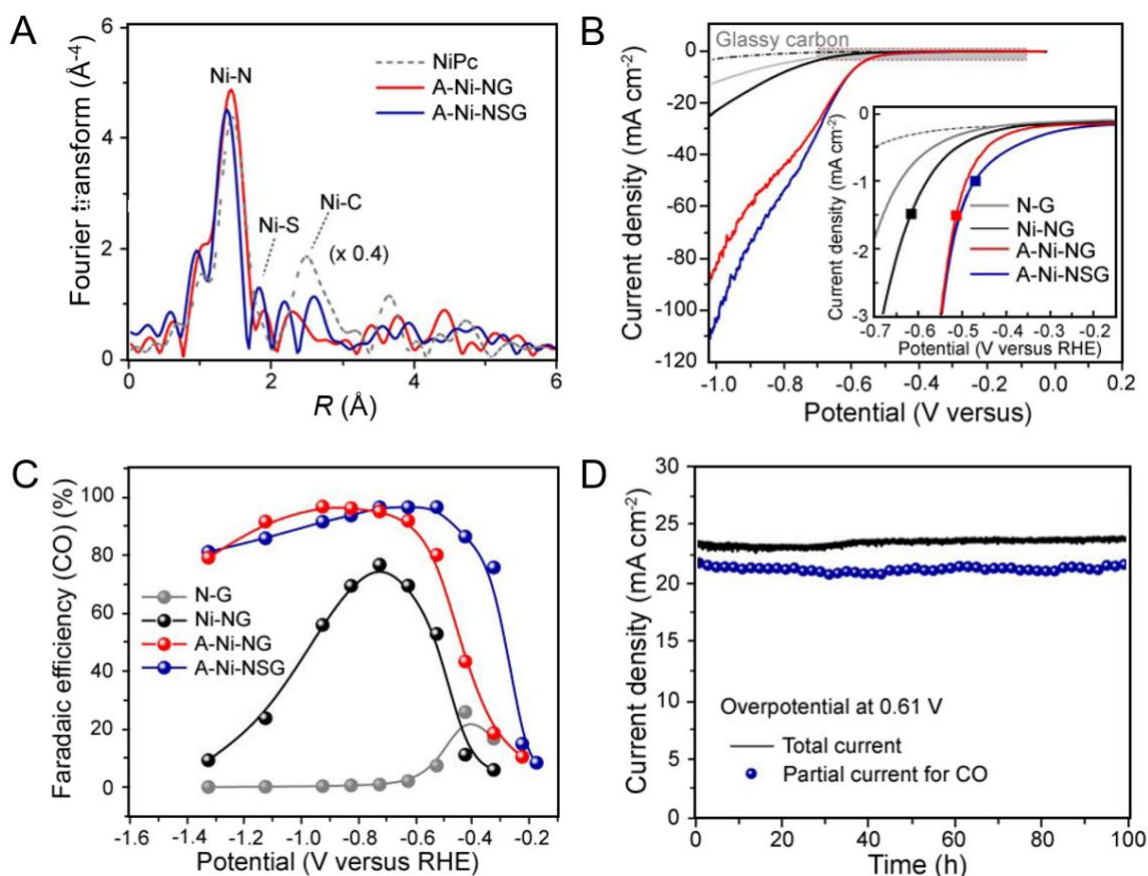 A
Fourier transform (Å-4)
6
4
2
0
Ni-N
Ni-S
Ni-C
(x 0.4)
NiPc
A-Ni-NG
A-Ni-NSG
0
2
4
6
R (Å)
B
Current density (mA cm-2)
0
-20
-40
-60
-80
-100
-120
Glassy carbon
Current density (mA cm-2)
0
-1
-2
-3
N-G
Ni-NG
A-Ni-NG
A-Ni-NSG
-0.7
-0.6
-0.5
-0.4
-0.3
-0.2
Potential (V versus RHE)
-1.0
-0.8
-0.6
-0.4
-0.2
0.0
0.2
Potential (V versus)
C
Faradaic efficiency (CO) (%)
100
80
60
40
20
0
N-G
Ni-NG
A-Ni-NG
A-Ni-NSG
-1.6
-1.4
-1.2
-1.0
-0.8
-0.6
-0.4
-0.2
Potential (V versus RHE)
D
Current density (mA cm-2)
30
25
20
15
10
5
0
Overpotential at 0.61 V
Total current
Partial current for CO
0
20
40
60
80
100
Time (h)